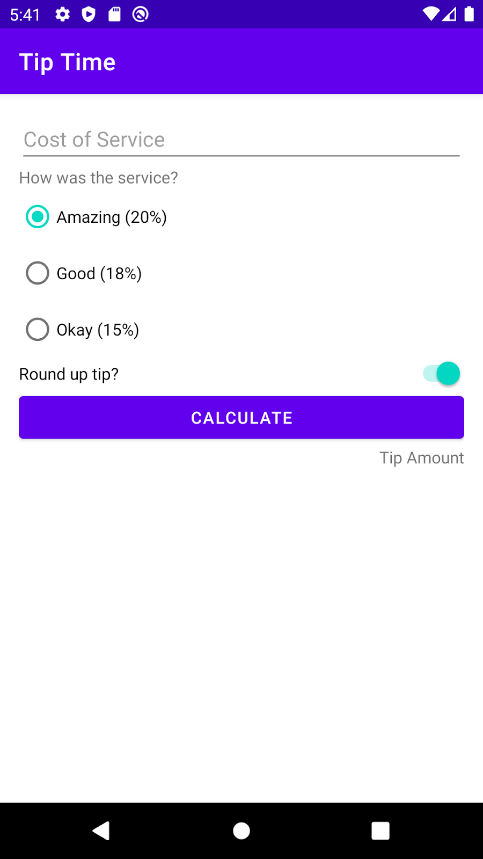 5:41
Tip Time
Cost of Service
How was the service?
Amazing (20%)
Good (18%)
Okay (15%)
Round up tip?
CALCULATE
Tip Amount